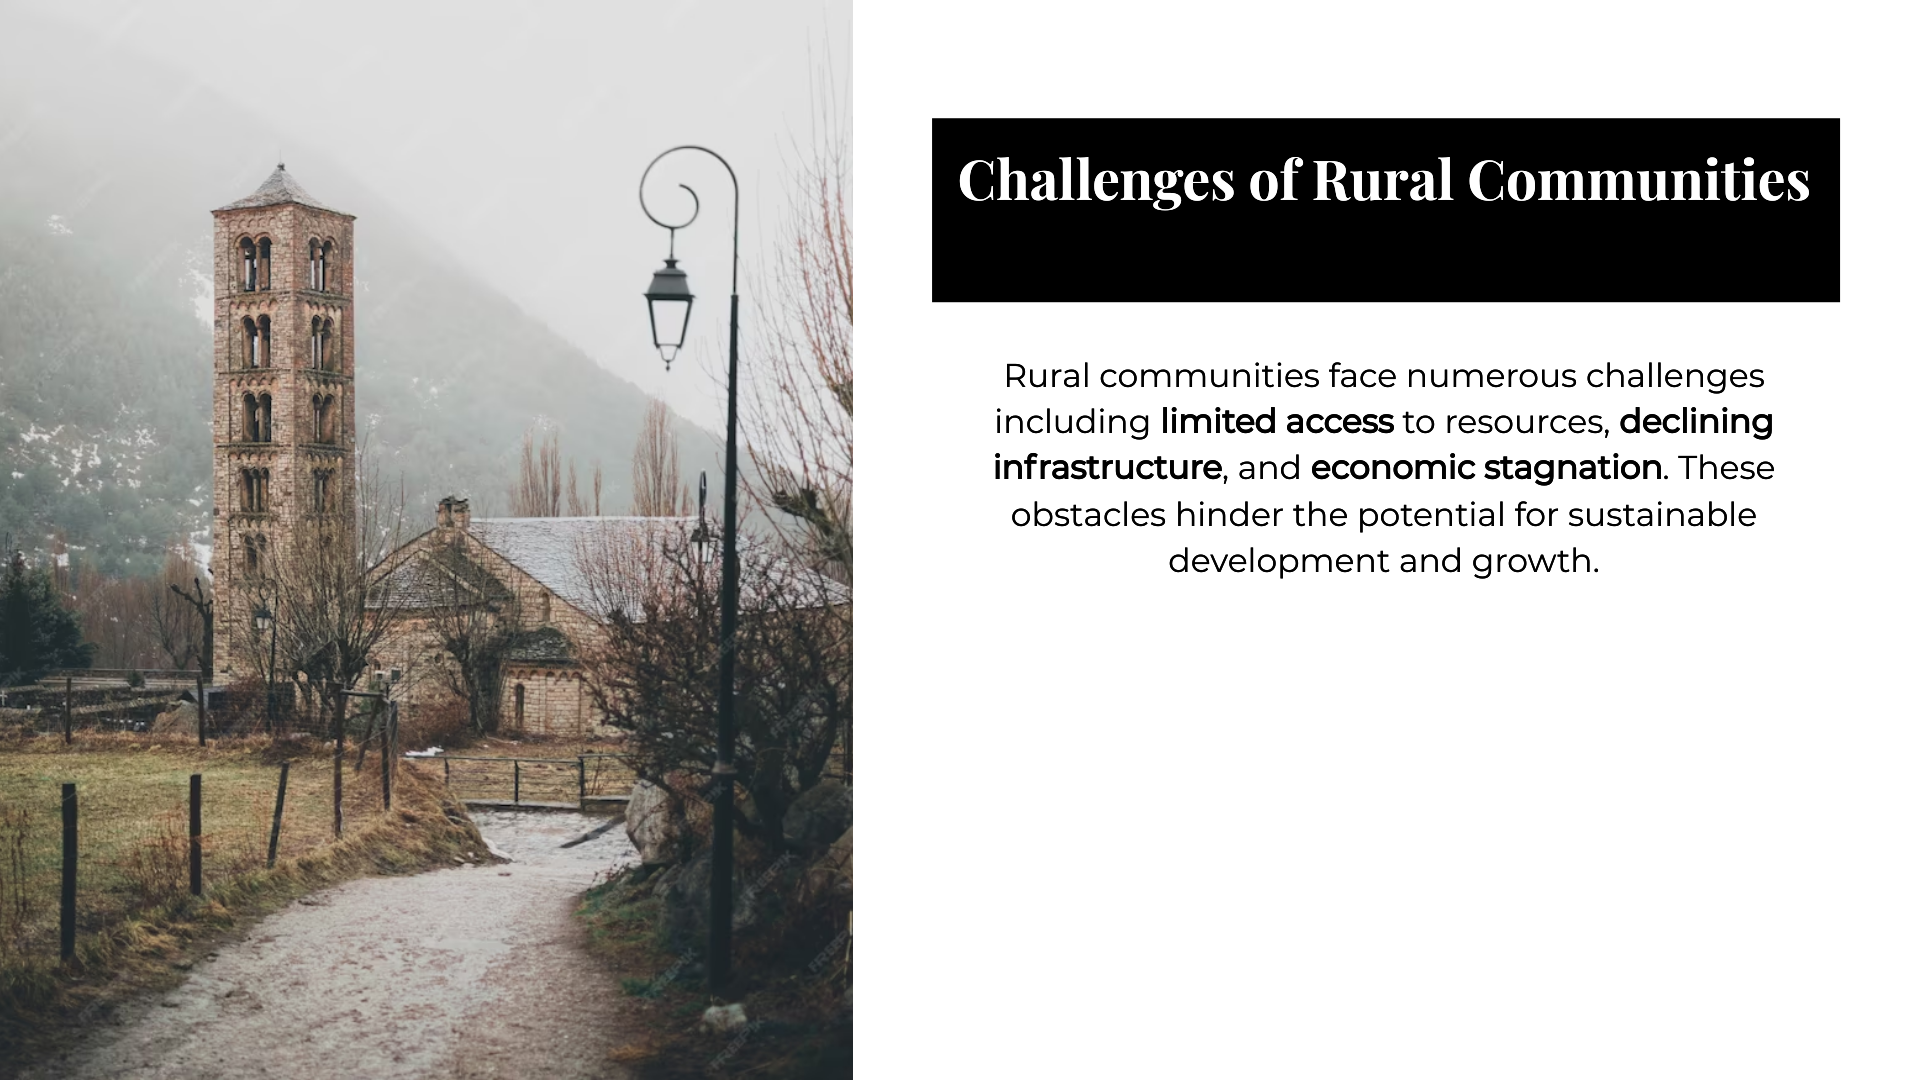 Challenges of Rural Communities
Rural communities face numerous challenges
including limited access to resources, declining
infrastructure, and economic stagnation. These
obstacles hinder the potential for sustainable
development and growth.